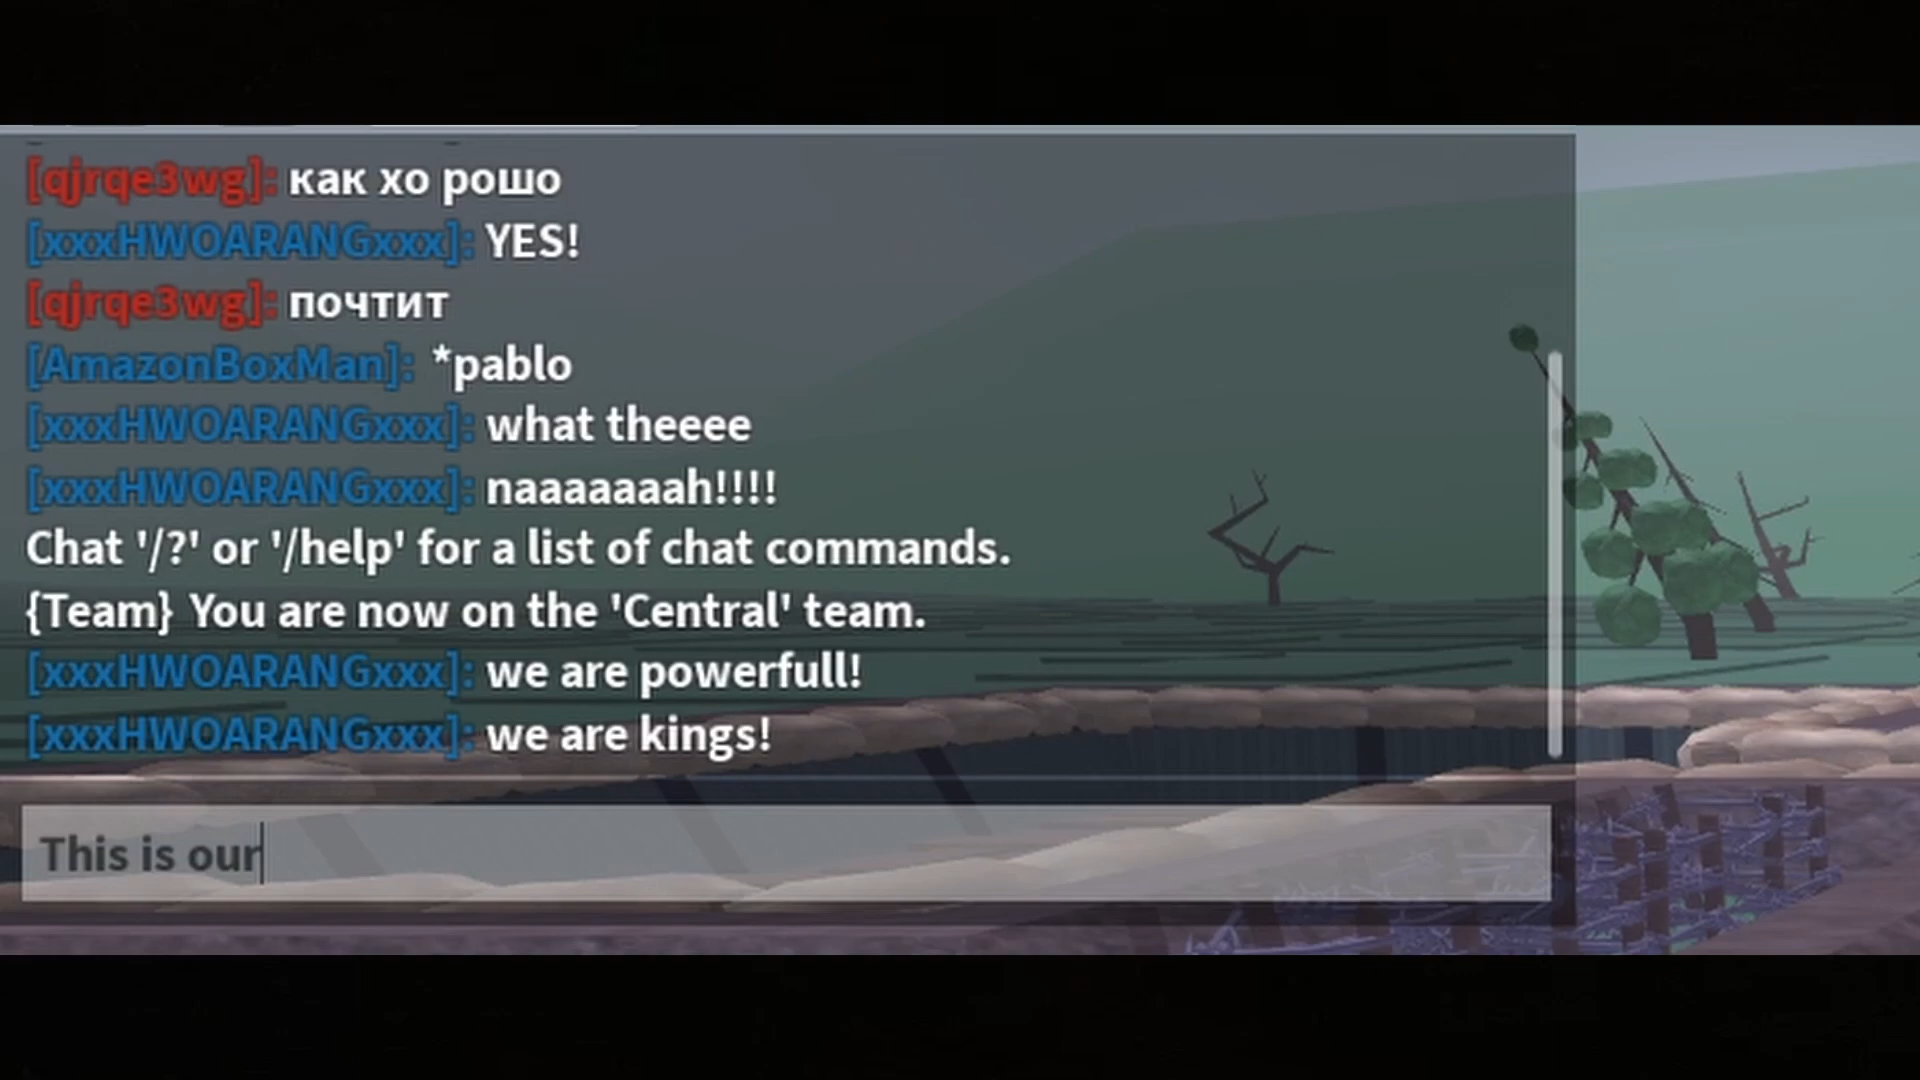 [qjrqe3wg]: как хо рошо
[xxxHWOARANGxxx]: YES!
[qjrqe3wg]: почтит
[AmazonBoxMan]: *pablo
[xxxHWOARANGxxx]: what theeee
[xxxHWOARANGxxx]: naaaaaaah!!!!
Chat '/?' or '/help' for a list of chat commands.
{Team} You are now on the 'Central' team.
[xxxHWOARANGxxx]: we are powerfull!
[xxxHWOARANGxxx]: we are kings!
This is our